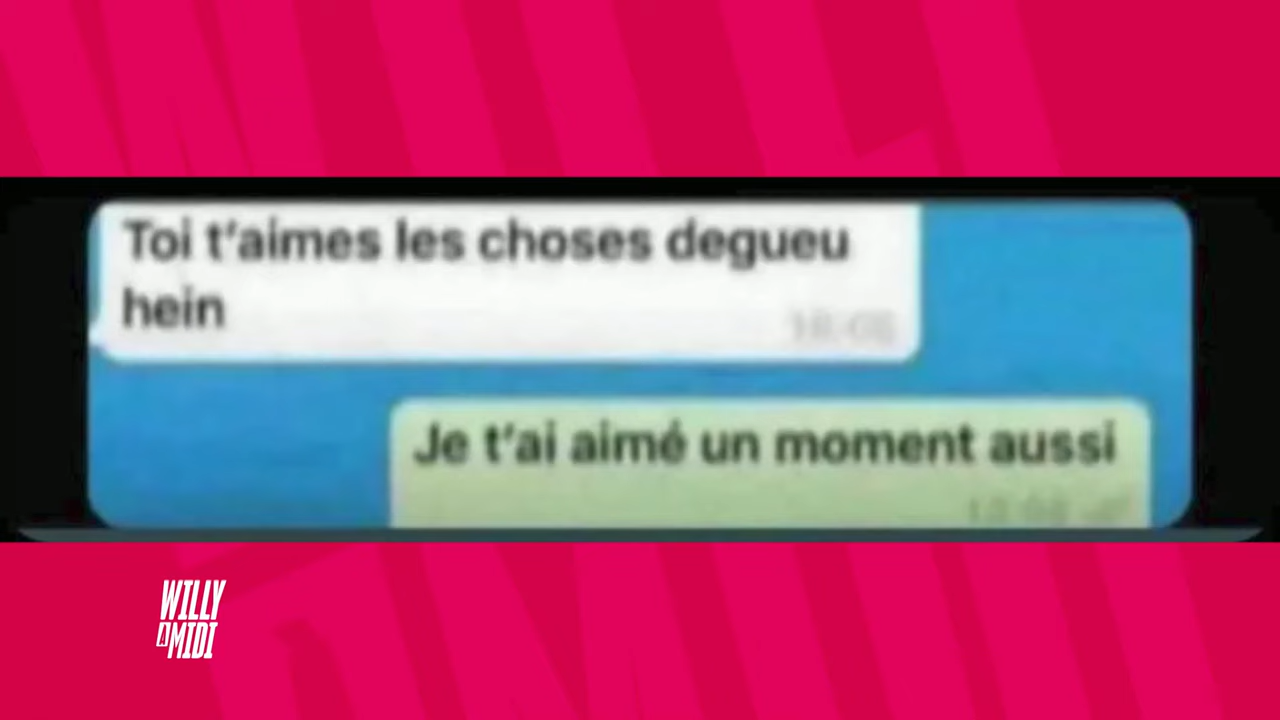 Toi t'aimes les choses degueu
hein
Je t'ai aimé un moment aussi
WILLY
A MIDI